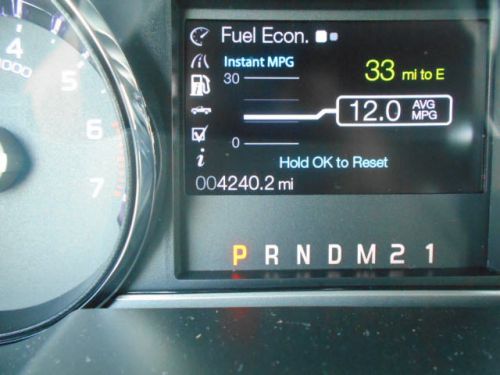 4
5
6
7
000
Fuel Econ.
Instant MPG
30
33 mi to E
12.0 AVG MPG
0
Hold OK to Reset
i
004240.2 mi
P R N D M 2 1